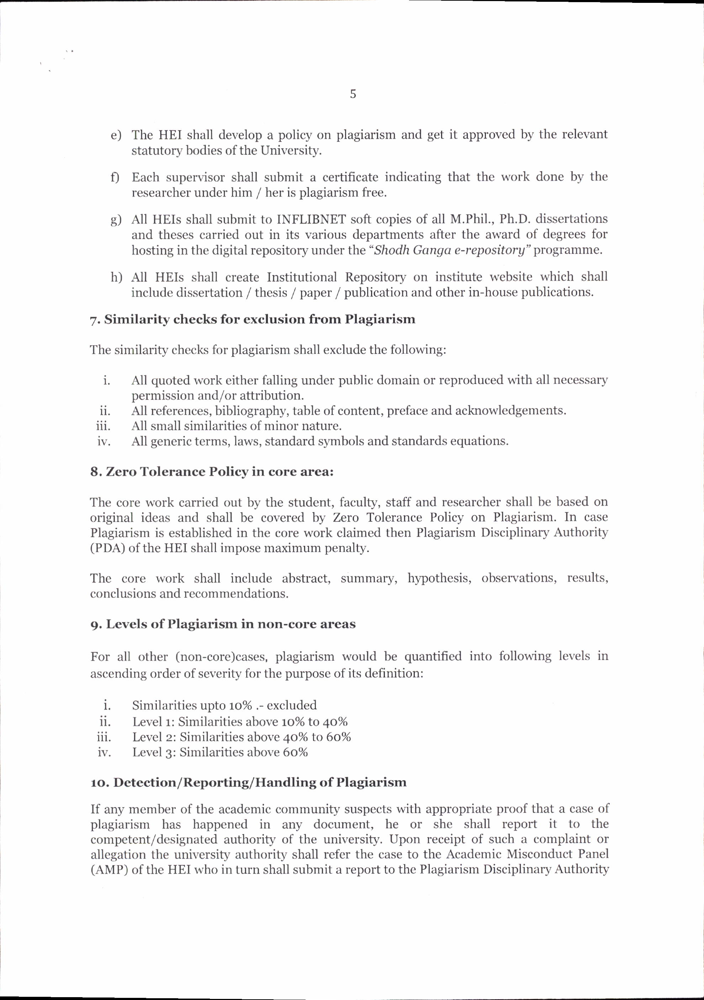 5
e) The HEI shall develop a policy on plagiarism and get it approved by the relevant
statutory bodies of the University.
f) Each supervisor shall submit a certificate indicating that the work done by the
researcher under him / her is plagiarism free.
g) All HEIs shall submit to INFLIBNET soft copies of all M.Phil., Ph.D. dissertations
and theses carried out in its various departments after the award of degrees for
hosting in the digital repository under the “Shodh Ganga e-repository” programme.
h) All HEIs shall create Institutional Repository on institute website which shall
include dissertation / thesis / paper / publication and other in-house publications.
7. Similarity checks for exclusion from Plagiarism
The similarity checks for plagiarism shall exclude the following:
i. All quoted work either falling under public domain or reproduced with all necessary
permission and/or attribution.
ii. All references, bibliography, table of content, preface and acknowledgements.
iii. All small similarities of minor nature.
iv. All generic terms, laws, standard symbols and standards equations.
8. Zero Tolerance Policy in core area:
The core work carried out by the student, faculty, staff and researcher shall be based on
original ideas and shall be covered by Zero Tolerance Policy on Plagiarism. In case
Plagiarism is established in the core work claimed then Plagiarism Disciplinary Authority
(PDA) of the HEI shall impose maximum penalty.
The core work shall include abstract, summary, hypothesis, observations, results,
conclusions and recommendations.
9. Levels of Plagiarism in non-core areas
For all other (non-core)cases, plagiarism would be quantified into following levels in
ascending order of severity for the purpose of its definition:
i. Similarities upto 10% .- excluded
ii. Level 1: Similarities above 10% to 40%
iii. Level 2: Similarities above 40% to 60%
iv. Level 3: Similarities above 60%
10. Detection/Reporting/Handling of Plagiarism
If any member of the academic community suspects with appropriate proof that a case of
plagiarism has happened in any document, he or she shall report it to the
competent/designated authority of the university. Upon receipt of such a complaint or
allegation the university authority shall refer the case to the Academic Misconduct Panel
(AMP) of the HEI who in turn shall submit a report to the Plagiarism Disciplinary Authority